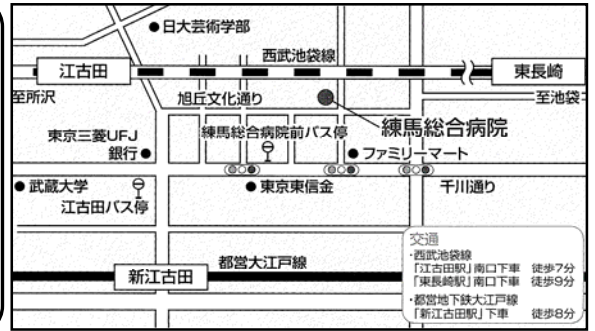 日大芸術学部
西武池袋線
江古田
東長崎
至所沢
旭丘文化通り
至池袋
練馬総合病院
東京三菱UFJ
銀行
練馬総合病院前バス停
ファミリーマート
武蔵大学
江古田バス停
東京東信金
千川通り
都営大江戸線
新江古田
交通
・西武池袋線
「江古田駅」南口下車 徒歩7分
「東長崎駅」南口下車 徒歩9分
・都営地下鉄大江戸線
「新江古田駅」下車 徒歩8分